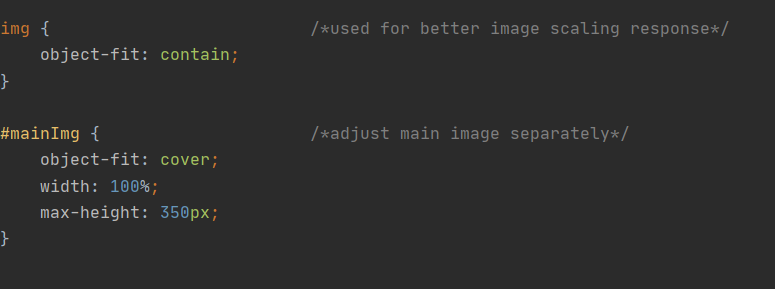 img {                          /*used for better image scaling response*/
    object-fit: contain;
}
#mainImg {                     /*adjust main image separately*/
    object-fit: cover;
    width: 100%;
    max-height: 350px;
}